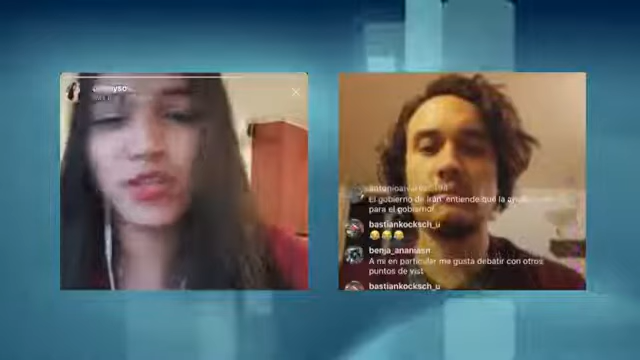 El gobierno de Irán entiende que la
para el gobierno!
bastiankocksch_u
😂😂😂
benja_ananiasn
A mi en particular me gusta debatir con otros
puntos de vist
bastiankocksch_u